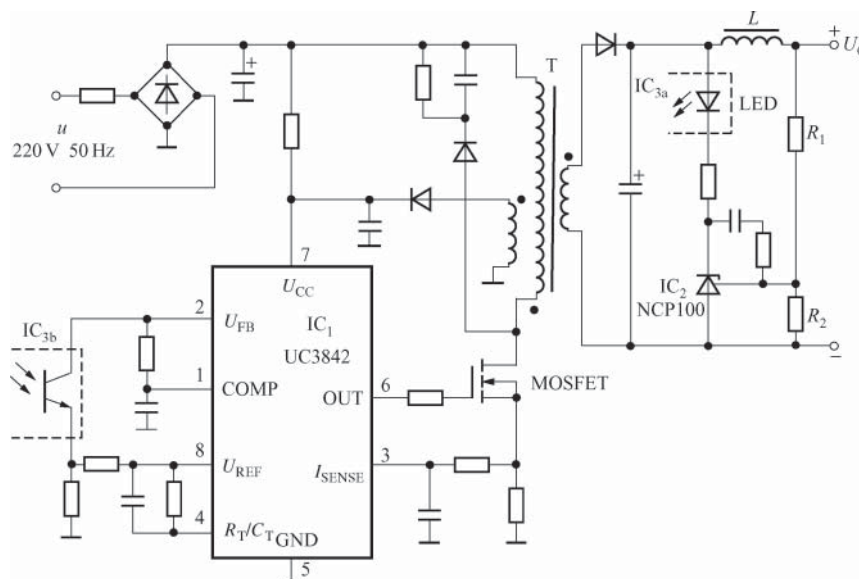 +
L
+
T
U
IC3a
LED
u
220 V 50 Hz
R1
7
UCC
IC2
NCP100
R2
2
UFB
IC1
UC3842
IC3b
1
COMP
6
OUT
MOSFET
+
−
8
UREF
3
ISENSE
4
RT/CT
GND
5